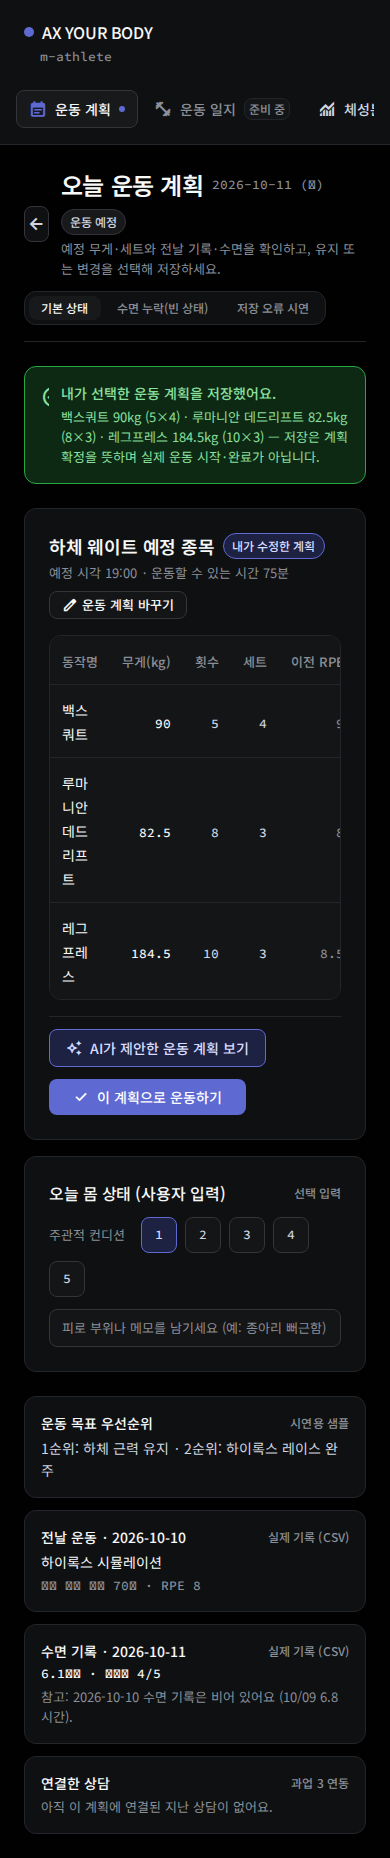 AX YOUR BODY
m-athlete
운동 계획
운동 일지 준비 중
오늘 운동 계획 2026-10-11
운동 예정
예정 무게·세트와 전날 기록·수면을 확인하고, 유지 또
는 변경을 선택해 저장하세요.
기본 상태 수면 누락(빈 상태) 저장 오류 시연
내가 선택한 운동 계획을 저장했어요.
백스쿼트 90kg (5×4) · 루마니안 데드리프트 82.5kg
(8×3) · 레그프레스 184.5kg (10×3) — 저장은 계획
확정을 뜻하며 실제 운동 시작·완료가 아닙니다.
하체 웨이트 예정 종목 내가 수정한 계획
예정 시각 19:00 · 운동할 수 있는 시간 75분
운동 계획 바꾸기
동작명 무게(kg) 횟수 세트 이전 RPE
백스
쿼트 90 5 4
루마
니안
데드
리프
트 82.5 8 3
레그
프레
스 184.5 10 3 8.5
AI가 제안한 운동 계획 보기
이 계획으로 운동하기
오늘 몸 상태 (사용자 입력) 선택 입력
주관적 컨디션 1 2 3 4
5
피로 부위나 메모를 남기세요 (예: 종아리 뻐근함)
운동 목표 우선순위 시연용 샘플
1순위: 하체 근력 유지 · 2순위: 하이록스 레이스 완
주
전날 운동 · 2026-10-10 실제 기록 (CSV)
하이록스 시뮬레이션
70 · RPE 8
수면 기록 · 2026-10-11 실제 기록 (CSV)
6.1 · 4/5
참고: 2026-10-10 수면 기록은 비어 있어요 (10/09 6.8
시간).
연결한 상담 과업 3 연동
아직 이 계획에 연결된 지난 상담이 없어요.